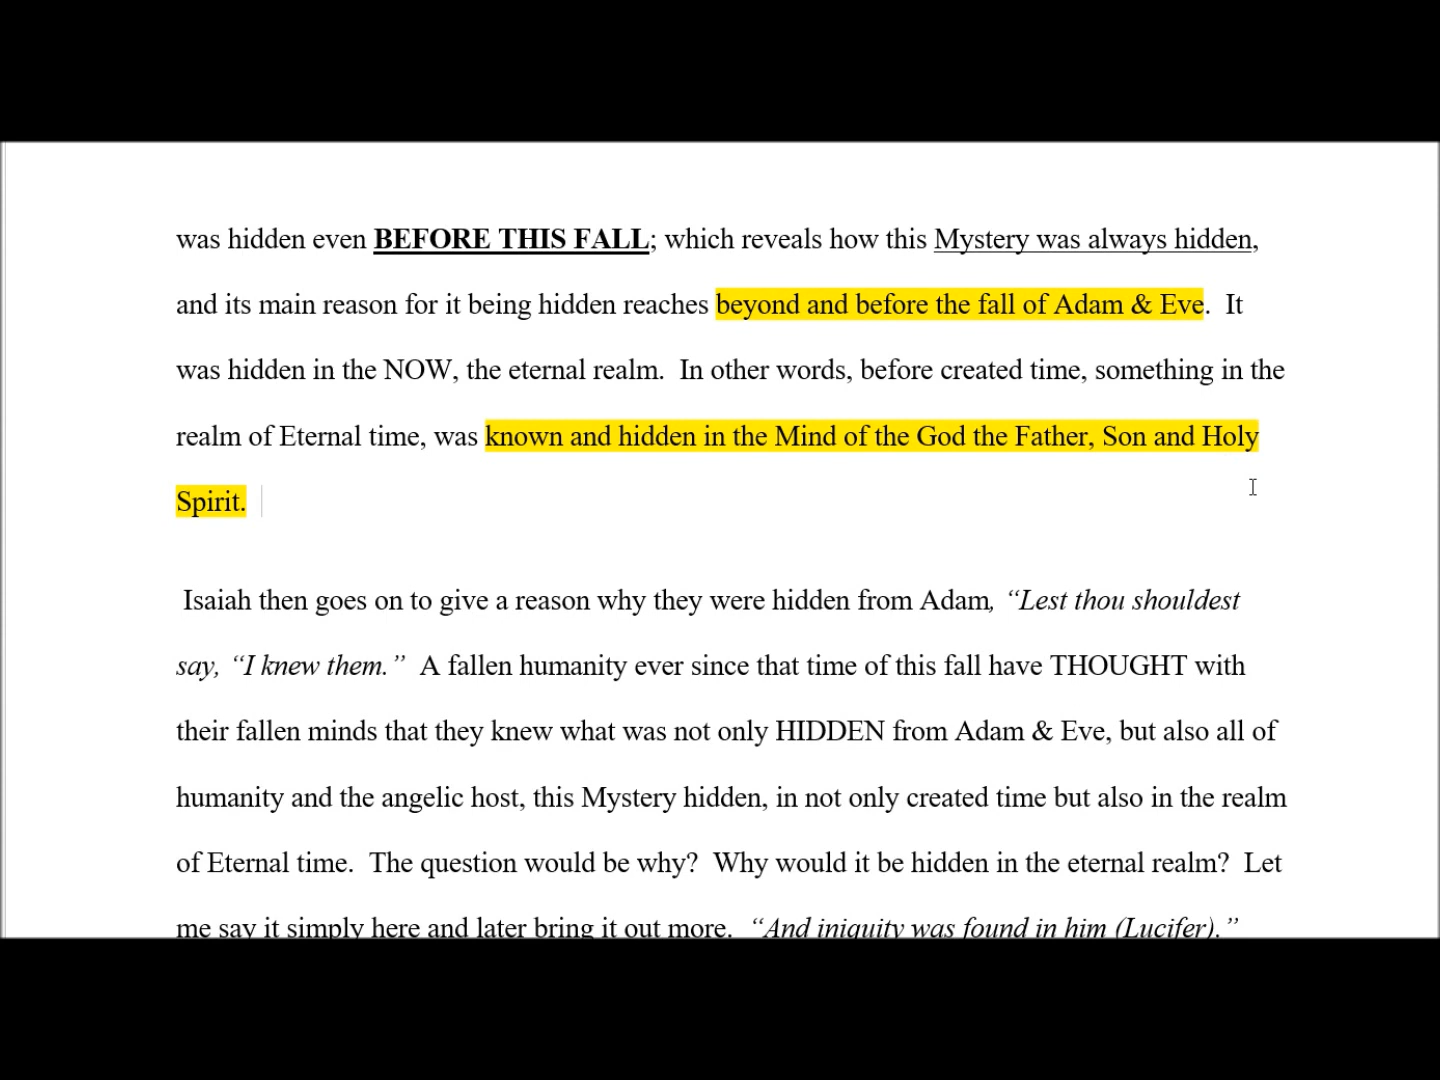 was hidden even BEFORE THIS FALL; which reveals how this Mystery was always hidden,
and its main reason for it being hidden reaches beyond and before the fall of Adam & Eve.  It
was hidden in the NOW, the eternal realm.  In other words, before created time, something in the
realm of Eternal time, was known and hidden in the Mind of the God the Father, Son and Holy
Spirit.
Isaiah then goes on to give a reason why they were hidden from Adam, “Lest thou shouldest
say, “I knew them.”  A fallen humanity ever since that time of this fall have THOUGHT with
their fallen minds that they knew what was not only HIDDEN from Adam & Eve, but also all of
humanity and the angelic host, this Mystery hidden, in not only created time but also in the realm
of Eternal time.  The question would be why?  Why would it be hidden in the eternal realm?  Let
me say it simply here and later bring it out more.  “And iniquity was found in him (Lucifer).”